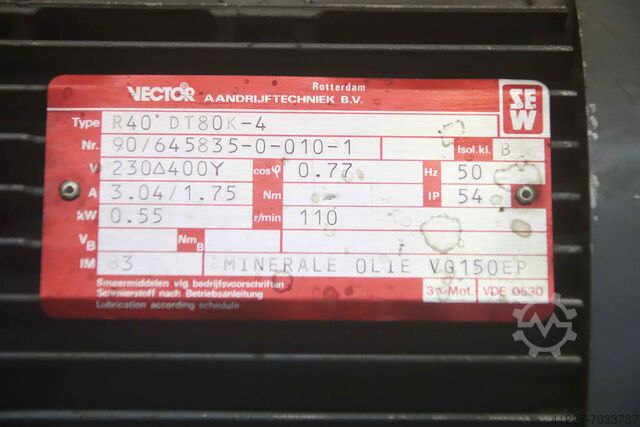 Rotterdam
VECTOR AANDRIJFTECHNIEK B.V.
SEW
Type R40 DT80K-4
Nr. 90/645835-0-010-1 Isol.kl. B
V 230Δ400Y cosφ 0.77 Hz 50
A 3.04/1.75 Nm IP 54
kW 0.55 r/min 110
VB NmB
IM B3 MINERALE OLIE VG150EP
Smeermiddelen vlg. bedrijfsvoorschriften
Schmierstoff nach Betriebsanleitung
Lubrication according schedule
3~Mot. VDE 0530